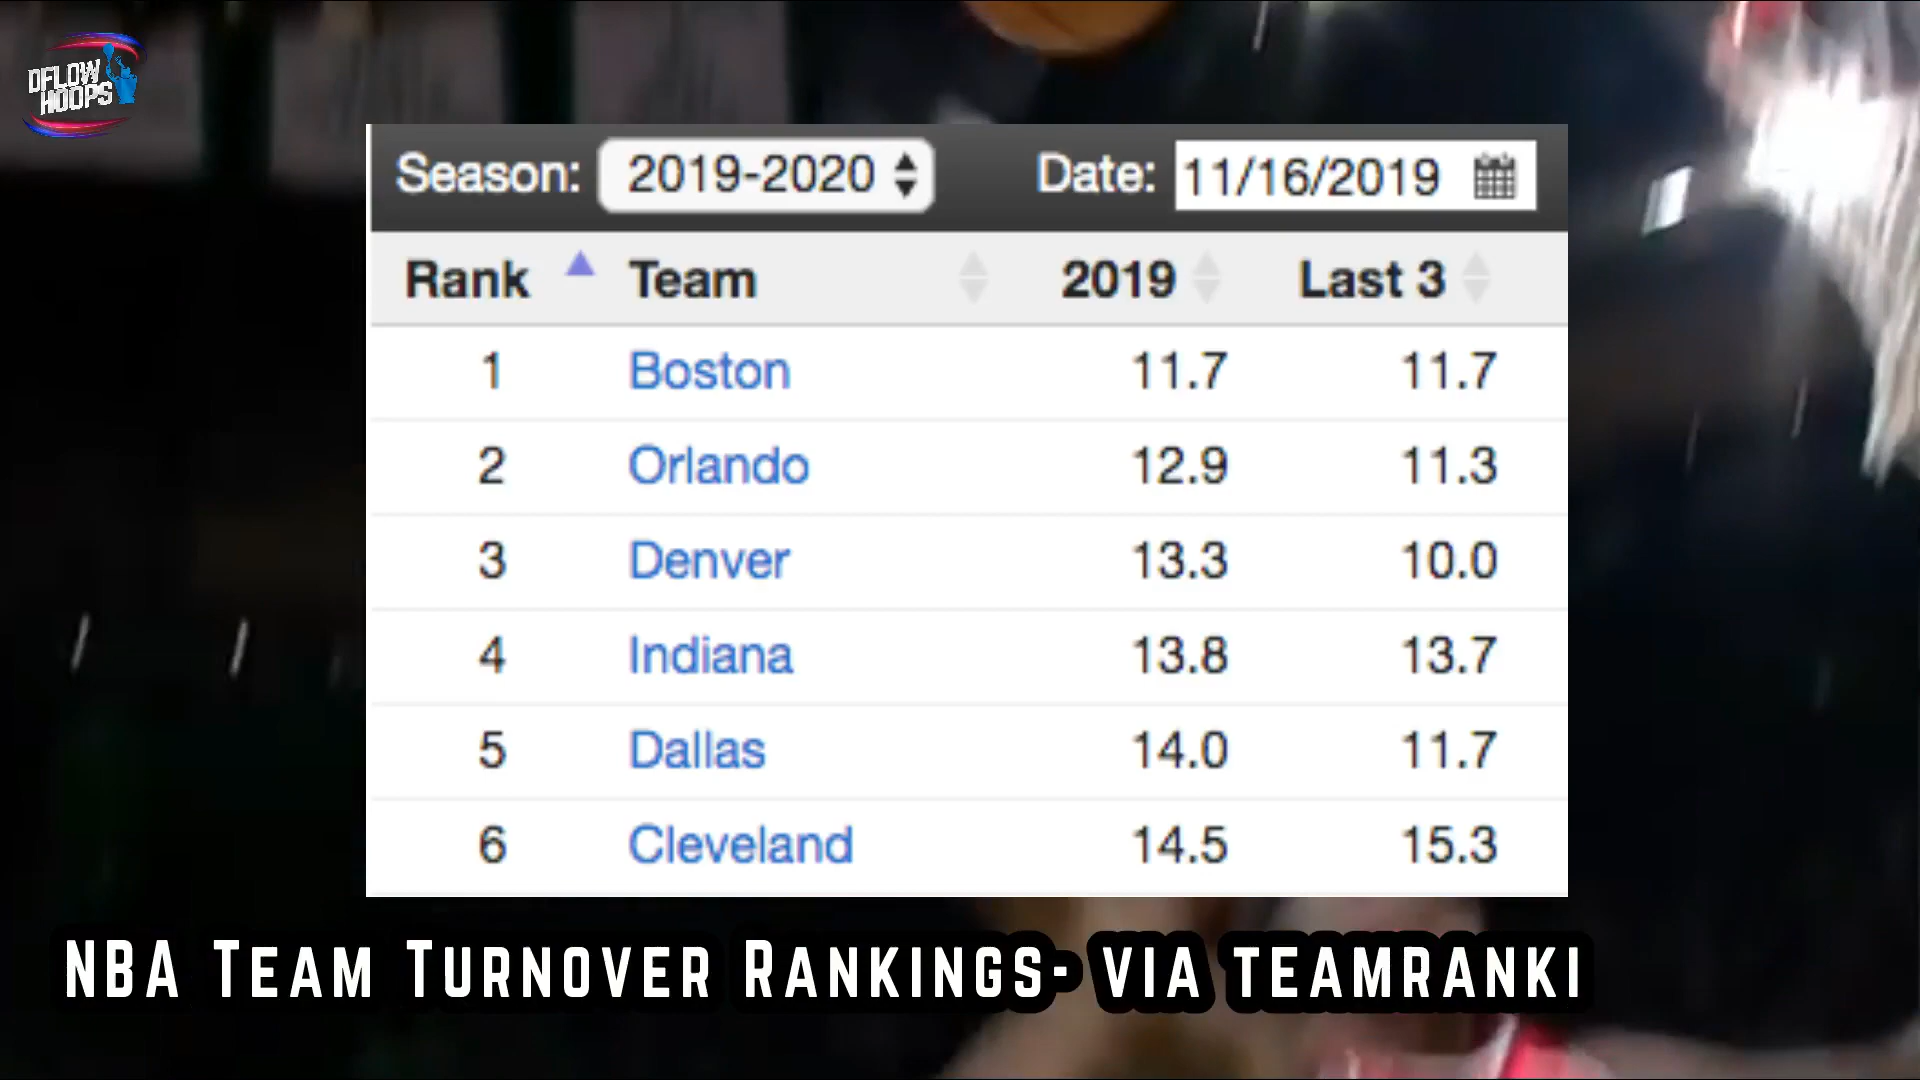 DFLOW
HOOPS
Season: 2019-2020 Date: 11/16/2019
Rank Team 2019 Last 3
1 Boston 11.7 11.7
2 Orlando 12.9 11.3
3 Denver 13.3 10.0
4 Indiana 13.8 13.7
5 Dallas 14.0 11.7
6 Cleveland 14.5 15.3
NBA TEAM TURNOVER RANKINGS- VIA TEAMRANKI